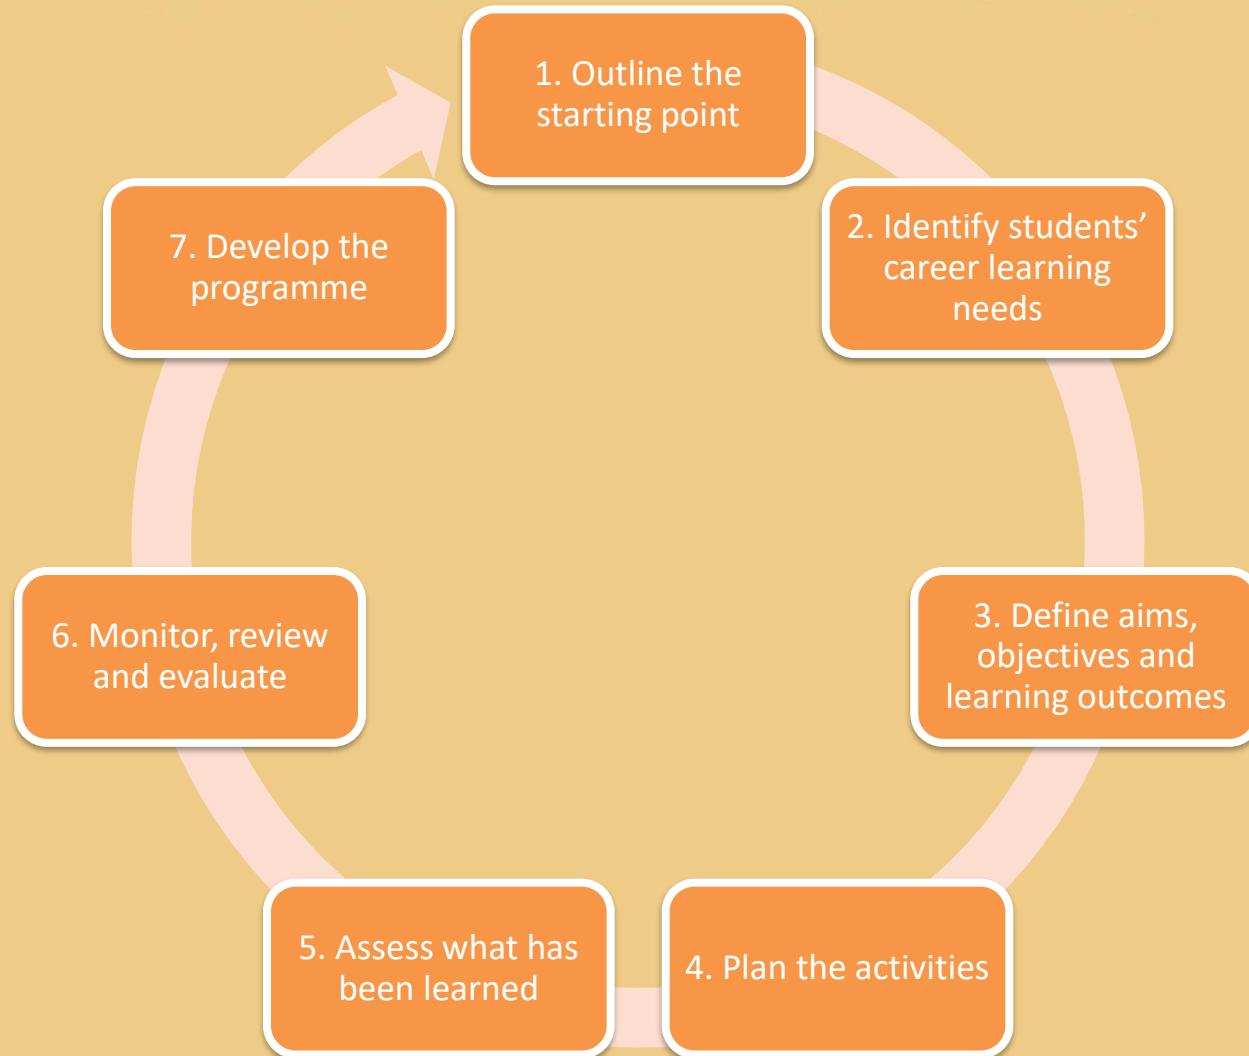 1. Outline the
starting point
2. Identify students’
career learning
needs
3. Define aims,
objectives and
learning outcomes
4. Plan the activities
5. Assess what has
been learned
6. Monitor, review
and evaluate
7. Develop the
programme